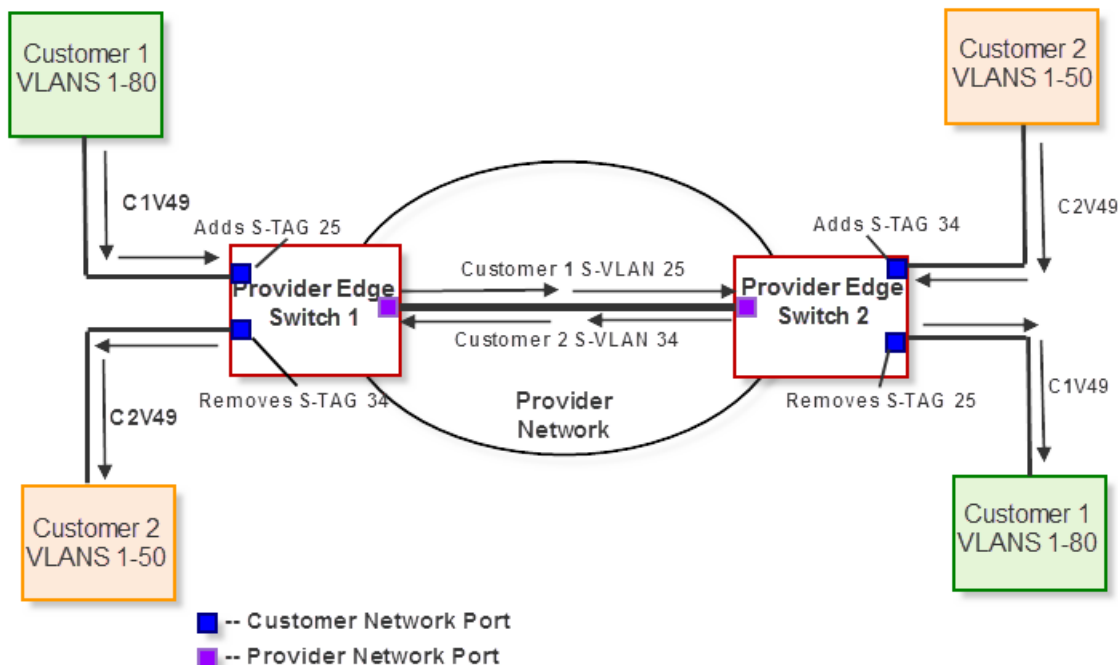 Customer 1
VLANS 1-80
Customer 2
VLANS 1-50
C1V49
C2V49
Adds S-TAG 25
Adds S-TAG 34
Customer 1 S-VLAN 25
Provider Edge
Switch 1
Provider Edge
Switch 2
Customer 2 S-VLAN 34
Removes S-TAG 34
Removes S-TAG 25
C2V49
C1V49
Provider
Network
Customer 2
VLANS 1-50
Customer 1
VLANS 1-80
-- Customer Network Port
-- Provider Network Port